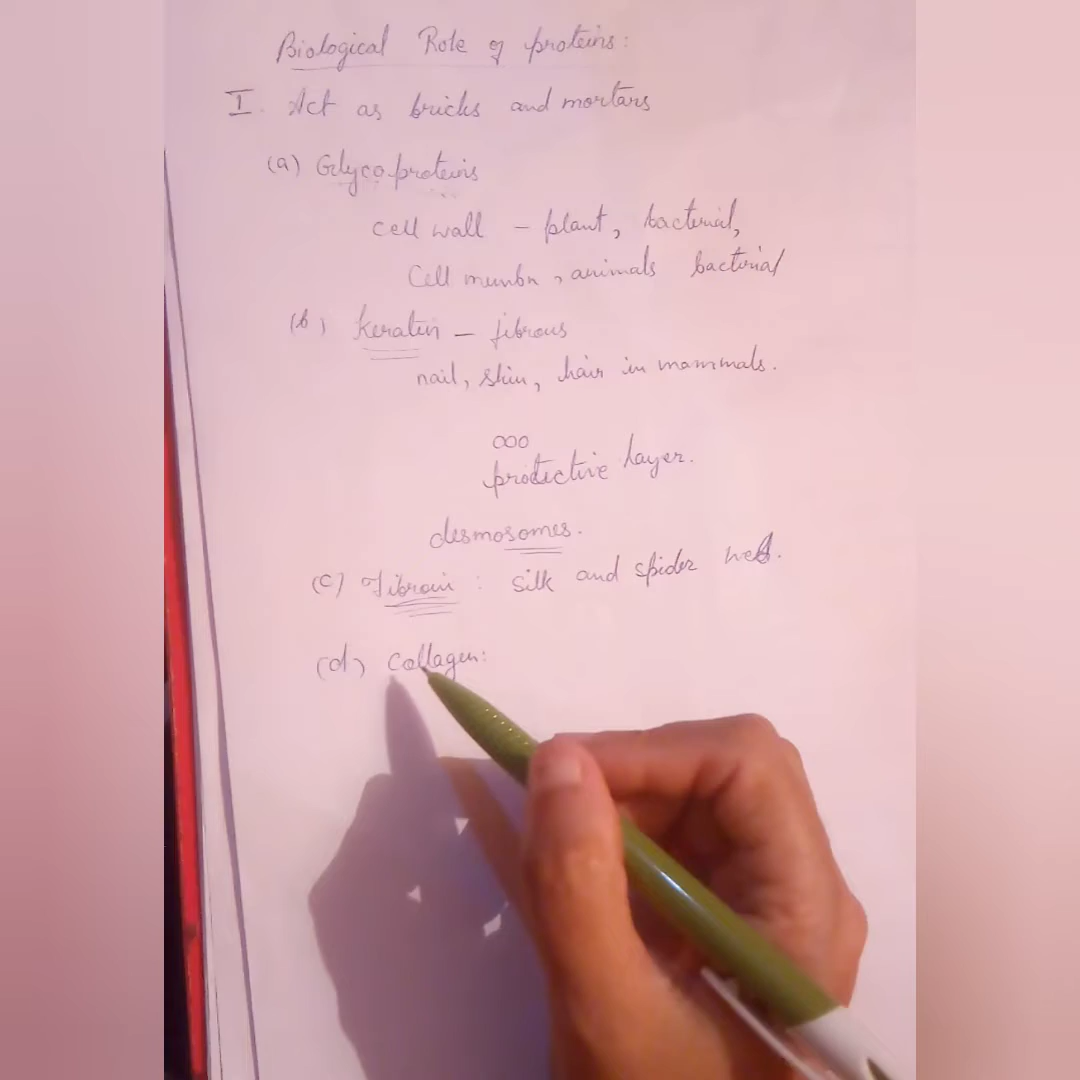 Biological Role of proteins:
I. Act as bricks and mortars
(a) Glycoproteins
cell wall - plant, bacterial,
Cell membn, animals bacterial
(b) Keratin - fibrous
nail, skin, hair in mammals.
ooo
protective layer.
desmosomes.
(c) Fibroin : silk and spider web.
(d) Collagen: